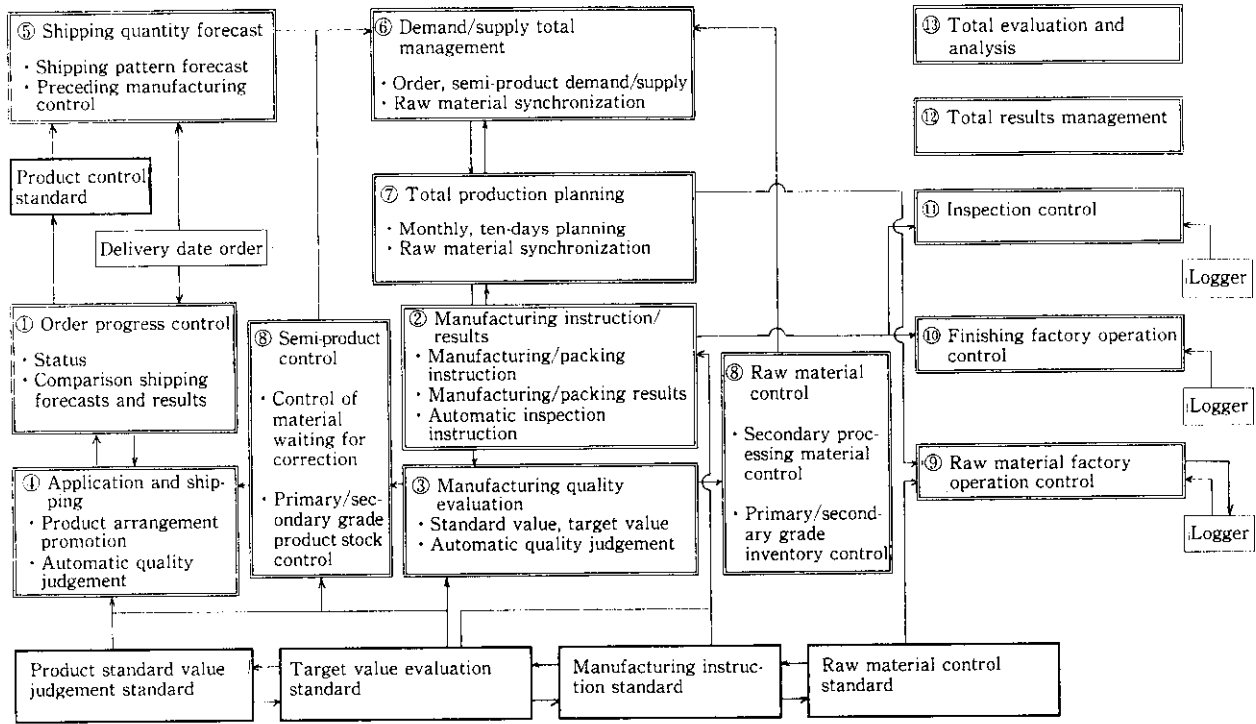 ⑤ Shipping quantity forecast
· Shipping pattern forecast
· Preceding manufacturing
control
⑥ Demand/supply total
management
· Order, semi-product demand/supply
· Raw material synchronization
⑬ Total evaluation and
analysis
⑫ Total results management
Product control
standard
⑦ Total production planning
· Monthly, ten-days planning
· Raw material synchronization
⑪ Inspection control
Delivery date order
Logger
① Order progress control
· Status
· Comparison shipping
forecasts and results
⑧ Semi-product
control
· Control of
material
waiting for
correction
· Primary/sec-
ondary grade
product stock
control
② Manufacturing instruction/
results
· Manufacturing/packing
instruction
· Manufacturing/packing results
· Automatic inspection
instruction
⑧ Raw material
control
· Secondary proc-
essing material
control
· Primary/second-
ary grade
inventory control
⑩ Finishing factory operation
control
Logger
④ Application and ship-
ping
· Product arrangement
promotion
· Automatic quality
judgement
③ Manufacturing quality
evaluation
· Standard value, target value
· Automatic quality judgement
⑨ Raw material factory
operation control
Logger
Product standard value
judgement standard
Target value evaluation
standard
Manufacturing instruc-
tion standard
Raw material control
standard